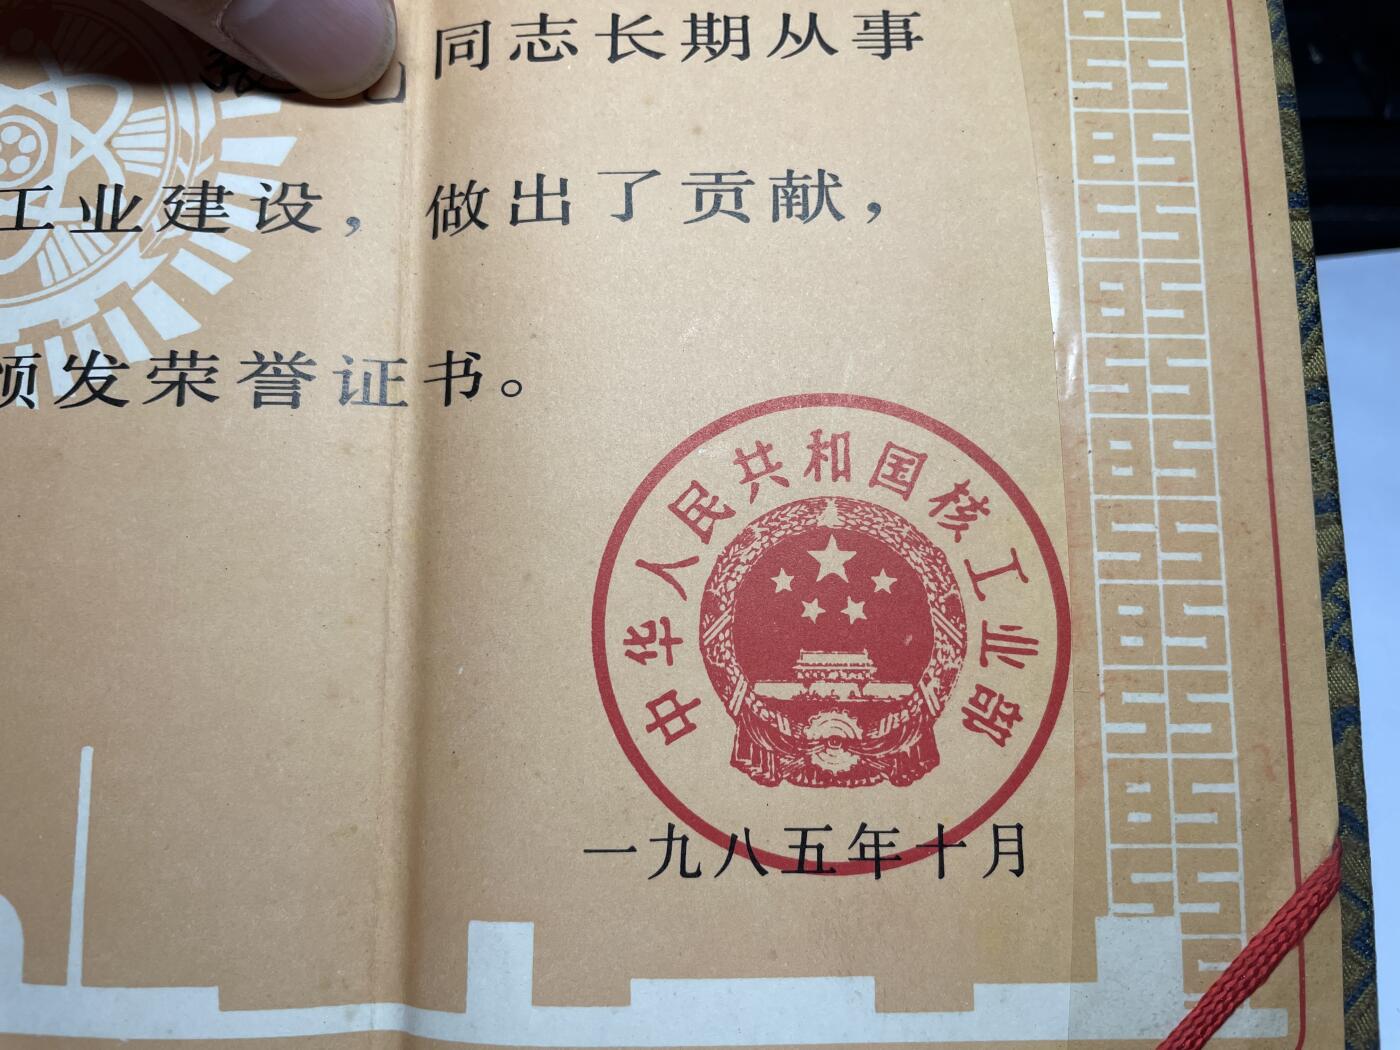 同志长期从事
工业建设，做出了贡献，
颁发荣誉证书。
中华人民共和国核工业部
一九八五年十月